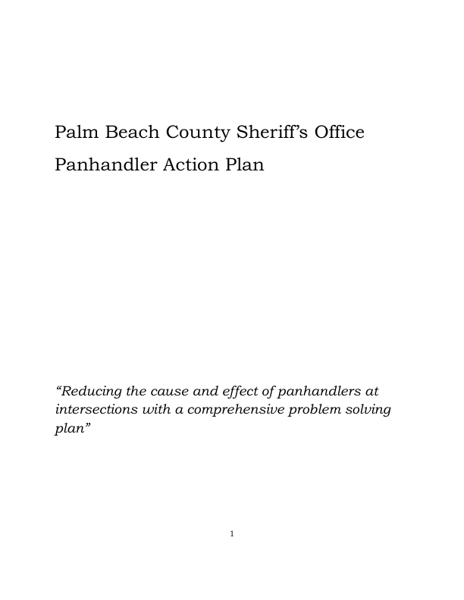 Palm Beach County Sheriff’s Office
Panhandler Action Plan
“Reducing the cause and effect of panhandlers at
intersections with a comprehensive problem solving
plan”
1